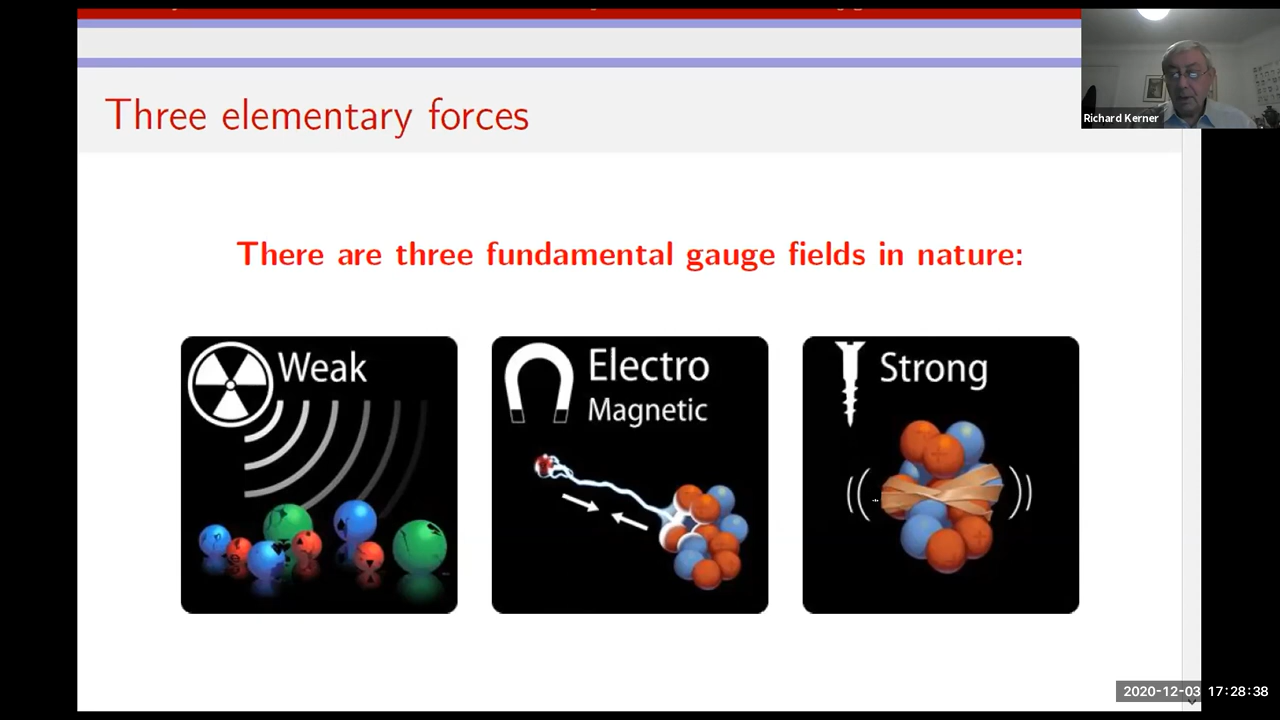 Three elementary forces
Richard Kerner
There are three fundamental gauge fields in nature:
Weak
Electro
Magnetic
Strong
2020-12-03 17:28:38